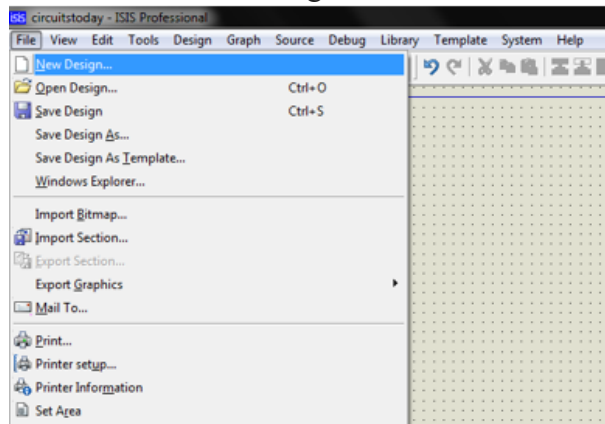 ISIS circuitstoday - ISIS Professional
File View Edit Tools Design Graph Source Debug Library Template System Help
New Design...
Open Design... Ctrl+O
Save Design Ctrl+S
Save Design As...
Save Design As Template...
Windows Explorer...
Import Bitmap...
Import Section...
Export Section...
Export Graphics
Mail To...
Print...
Printer setup...
Printer Information
Set Area